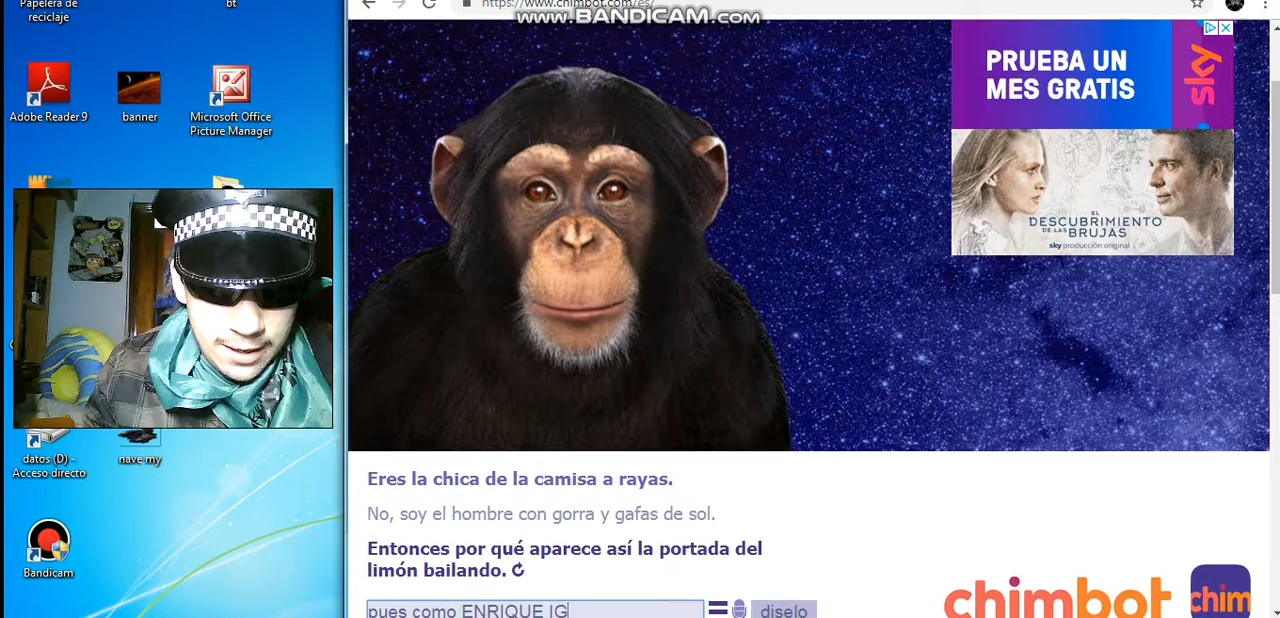 Papelera de
reciclaje
bt
https://www.chimbot.com/es/
www.BANDICAM.com
Adobe Reader 9
banner
Microsoft Office
Picture Manager
PRUEBA UN
MES GRATIS
sky
EL
DESCUBRIMIENTO
DE LAS
BRUJAS
sky producción original
datos (D) -
Acceso directo
nave my
Bandicam
Eres la chica de la camisa a rayas.
No, soy el hombre con gorra y gafas de sol.
Entonces por qué aparece así la portada del
limón bailando.
pues como ENRIQUE IG
diselo
chimbot
chim